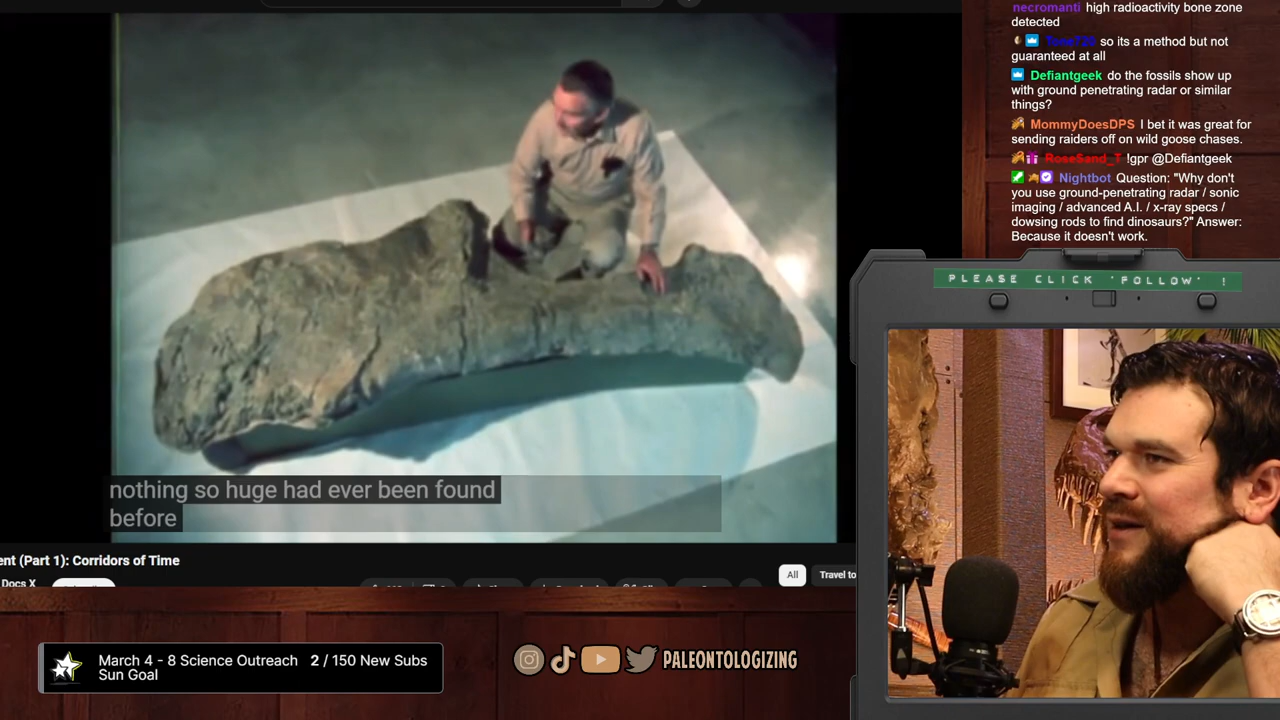 necromanti high radioactivity bone zone
detected
so its a method but not
guaranteed at all
Defiantgeek do the fossils show up
with ground penetrating radar or similar
things?
MommyDoesDPS I bet it was great for
sending raiders off on wild goose chases.
RoseSand_T !gpr @Defiantgeek
Nightbot Question: "Why don't
you use ground-penetrating radar / sonic
imaging / advanced A.I. / x-ray specs /
dowsing rods to find dinosaurs?" Answer:
Because it doesn't work.
PLEASE CLICK 'FOLLOW' !
nothing so huge had ever been found
before
ent (Part 1): Corridors of Time
Docs X
All Travel to
March 4 - 8 Science Outreach 2 / 150 New Subs
Sun Goal
PALEONTOLOGIZING